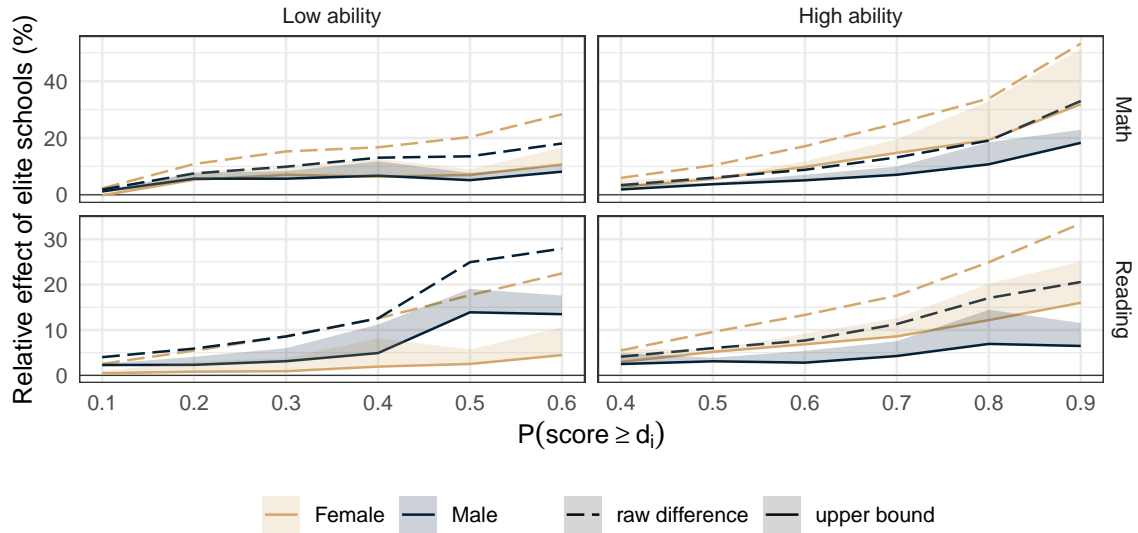 Low ability
High ability
Relative effect of elite schools (%)
40
20
0
Math
30
20
10
0
Reading
0.1 0.2 0.3 0.4 0.5 0.6
0.4 0.5 0.6 0.7 0.8 0.9
P(score ≥ dᵢ)
Female Male raw difference upper bound